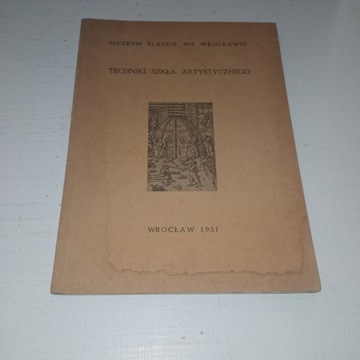 MUZEUM ŚLĄSKIE WE WROCŁAWIU
TECHNIKI SZKŁA ARTYSTYCZNEGO
WROCŁAW 1951